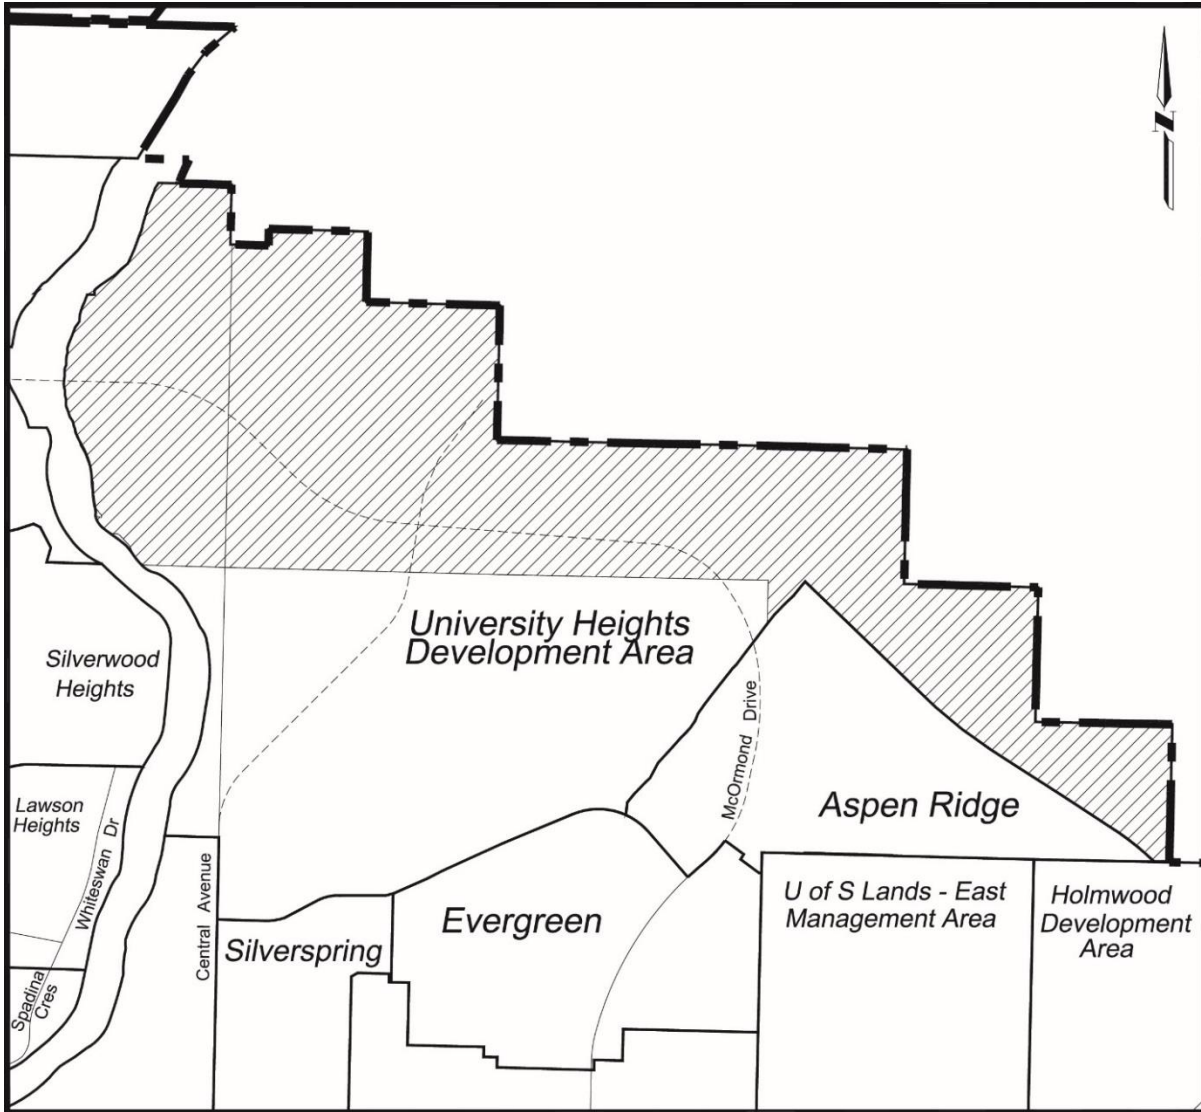 N
University Heights
Development Area
Silverwood
Heights
McOrmond Drive
Lawson
Heights
Whiteswan Dr
Aspen Ridge
Central Avenue
U of S Lands - East
Management Area
Holmwood
Development
Area
Evergreen
Silverspring
Spadina
Cres